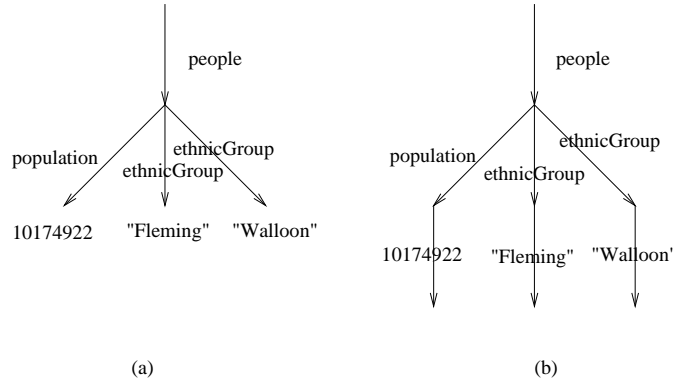 people
population
ethnicGroup
ethnicGroup
10174922
"Fleming"
"Walloon"
(a)
people
population
ethnicGroup
ethnicGroup
10174922
"Fleming"
"Walloon"
(b)